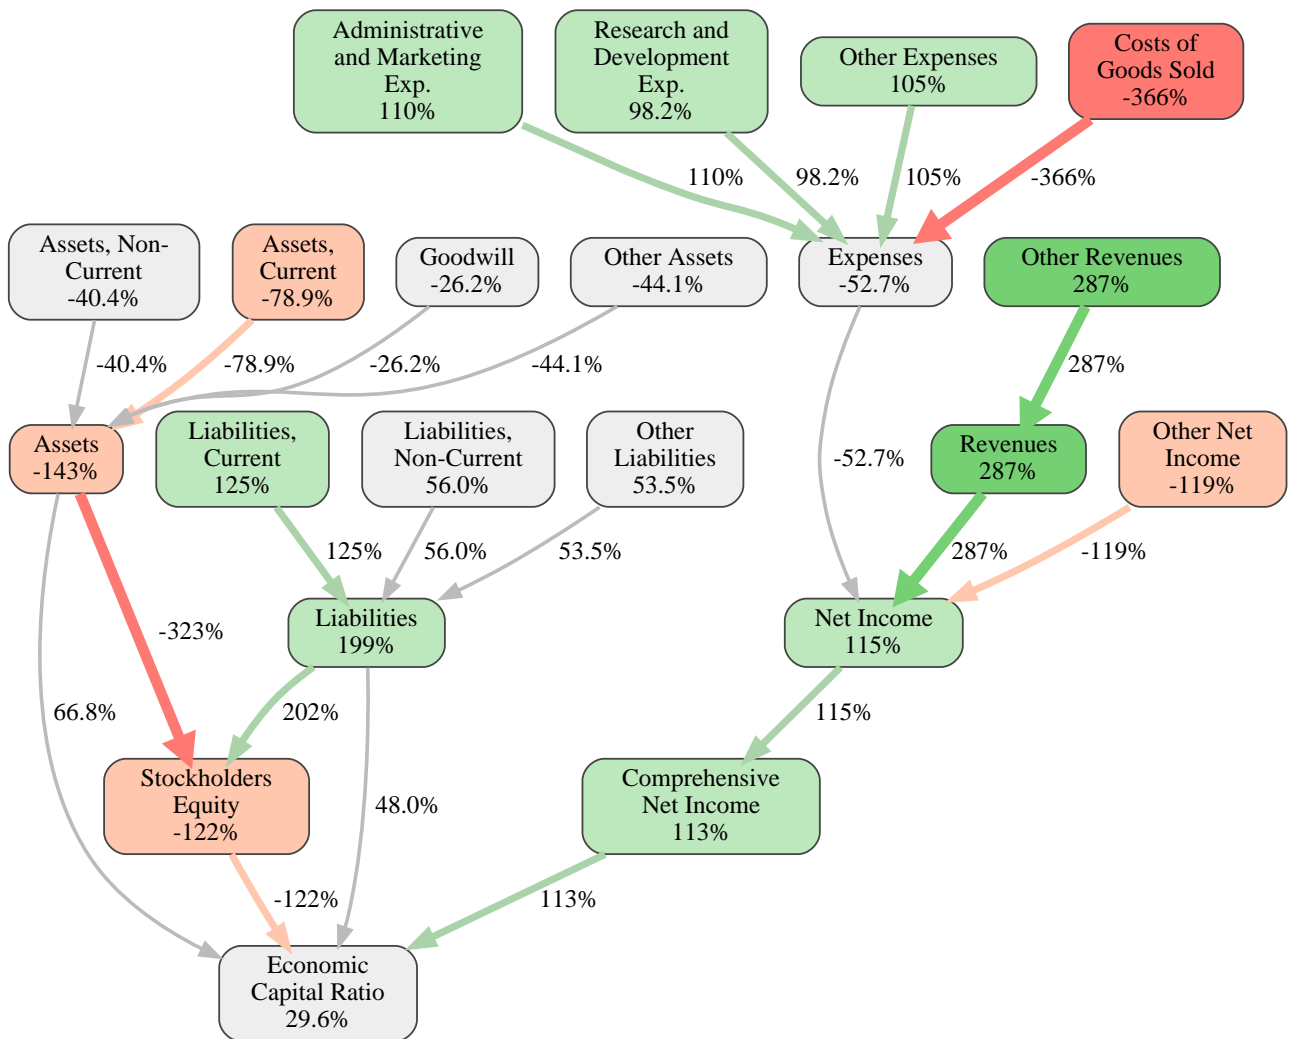 Administrative
and Marketing
Exp.
110%
Research and
Development
Exp.
98.2%
Other Expenses
105%
Costs of
Goods Sold
-366%
110%
98.2%
105%
-366%
Assets, Non-
Current
-40.4%
Assets,
Current
-78.9%
Goodwill
-26.2%
Other Assets
-44.1%
Expenses
-52.7%
Other Revenues
287%
-40.4%
-78.9%
-26.2%
-44.1%
287%
Assets
-143%
Liabilities,
Current
125%
Liabilities,
Non-Current
56.0%
Other
Liabilities
53.5%
-52.7%
Revenues
287%
Other Net
Income
-119%
125%
56.0%
53.5%
287%
-119%
-323%
Liabilities
199%
Net Income
115%
66.8%
202%
115%
Stockholders
Equity
-122%
48.0%
Comprehensive
Net Income
113%
-122%
113%
Economic
Capital Ratio
29.6%